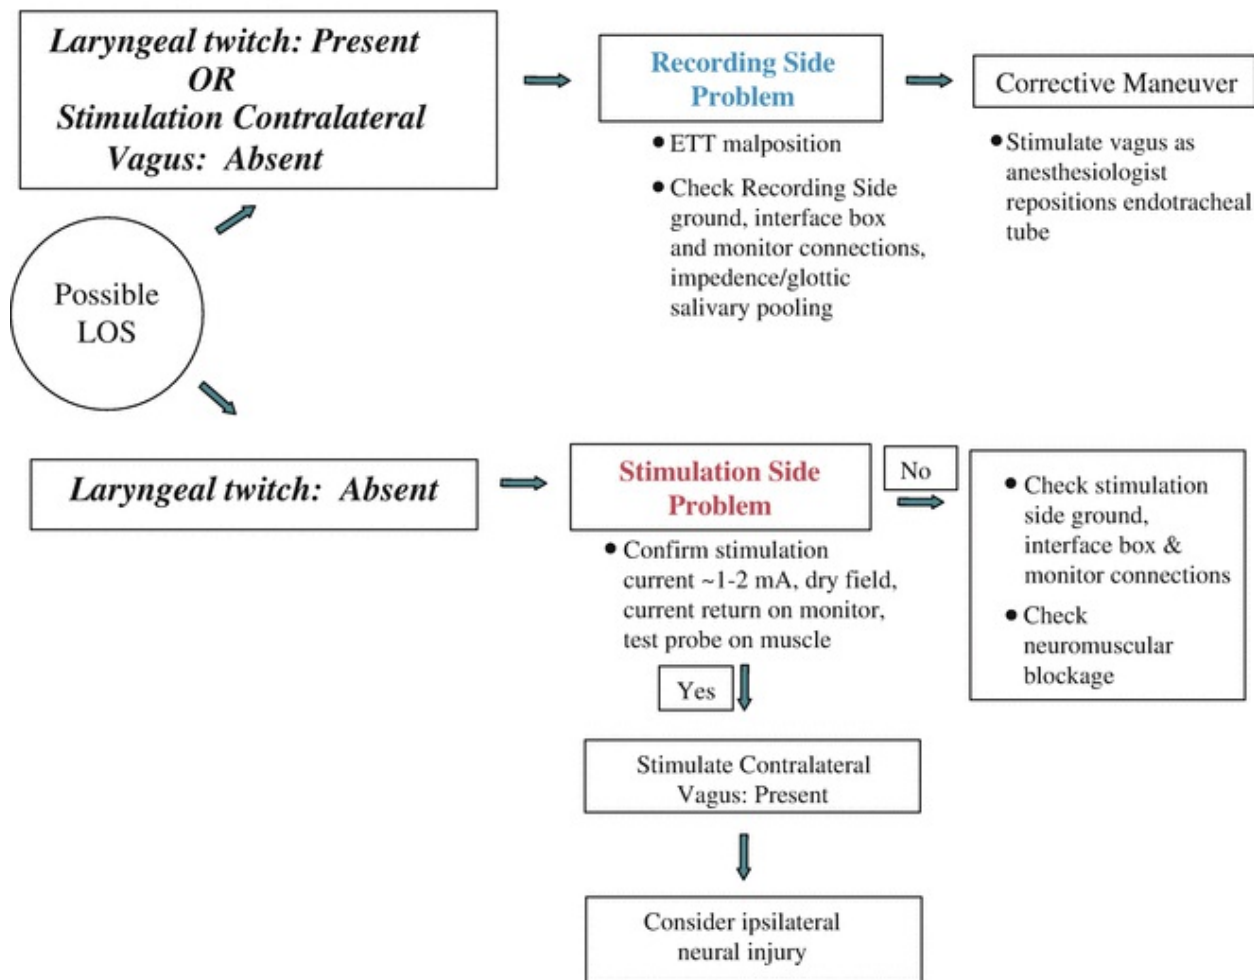 Laryngeal twitch: Present
OR
Stimulation Contralateral
Vagus: Absent
Recording Side
Problem
• ETT malposition
• Check Recording Side
ground, interface box
and monitor connections,
impedence/glottic
salivary pooling
Corrective Maneuver
• Stimulate vagus as
anesthesiologist
repositions endotracheal
tube
Possible
LOS
Laryngeal twitch: Absent
Stimulation Side
Problem
• Confirm stimulation
current ~1-2 mA, dry field,
current return on monitor,
test probe on muscle
No
• Check stimulation
side ground,
interface box &
monitor connections
• Check
neuromuscular
blockage
Yes
Stimulate Contralateral
Vagus: Present
Consider ipsilateral
neural injury